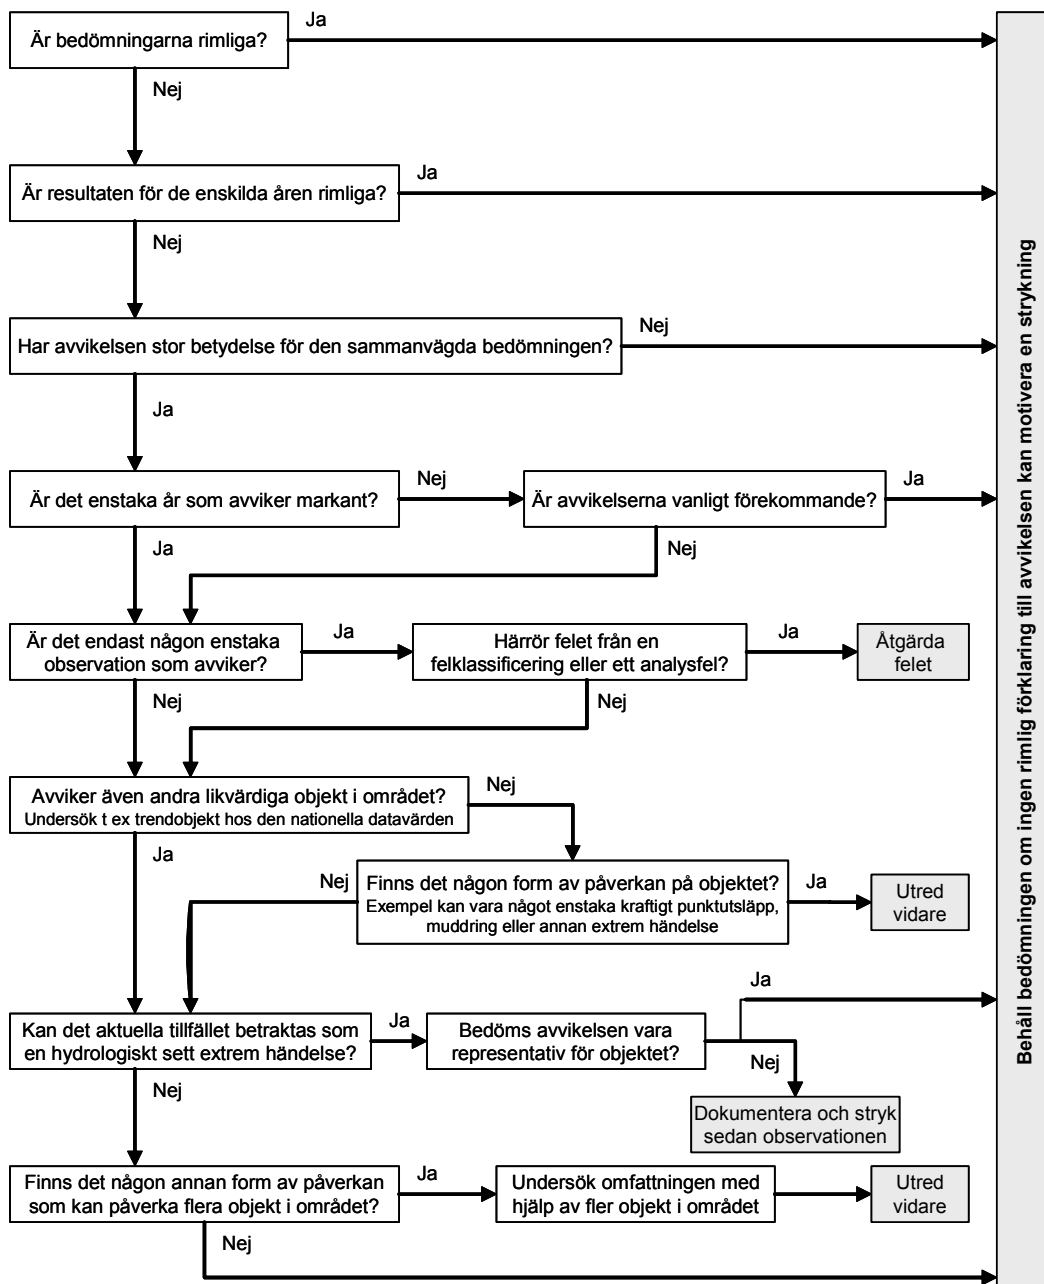 Ja
Är bedömningarna rimliga?
Nej
Ja
Är resultaten för de enskilda åren rimliga?
Nej
Nej
Har avvikelsen stor betydelse för den sammanvägda bedömningen?
Ja
Nej
Ja
Är det enstaka år som avviker markant?
Är avvikelserna vanligt förekommande?
Ja
Nej
Är det endast någon enstaka
observation som avviker?
Ja
Härrör felet från en
felklassificering eller ett analysfel?
Ja
Åtgärda
felet
Nej
Nej
Avviker även andra likvärdiga objekt i området?
Undersök t ex trendobjekt hos den nationella datavärden
Nej
Ja
Nej
Finns det någon form av påverkan på objektet?
Exempel kan vara något enstaka kraftigt punktutsläpp,
muddring eller annan extrem händelse
Ja
Utred
vidare
Ja
Kan det aktuella tillfället betraktas som
en hydrologiskt sett extrem händelse?
Ja
Bedöms avvikelsen vara
representativ för objektet?
Nej
Nej
Dokumentera och stryk
sedan observationen
Finns det någon annan form av påverkan
som kan påverka flera objekt i området?
Ja
Undersök omfattningen med
hjälp av fler objekt i området
Utred
vidare
Nej
Behåll bedömningen om ingen rimlig förklaring till avvikelsen kan motivera en strykning